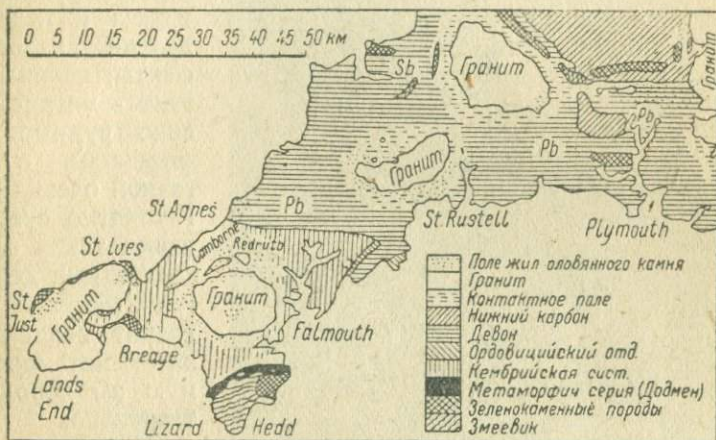 0 5 10 15 20 25 30 35 40 45 50 км
Sb
Гранит
Гранит
Pb
Pb
Гранит
St. Agnes
Pb
St. Rustell
Plymouth
St Ives
Camborne
Redruth
St Just
Гранит
Гранит
Falmouth
Breage
Lands End
Lizard Hedd
Поле жил оловянного камня
Гранит
Контактное поле
Нижний карбон
Девон
Ордовицийский отд.
Кембрийская сист.
Метаморфич серия (Додмен)
Зеленокаменные породы
Змеевик